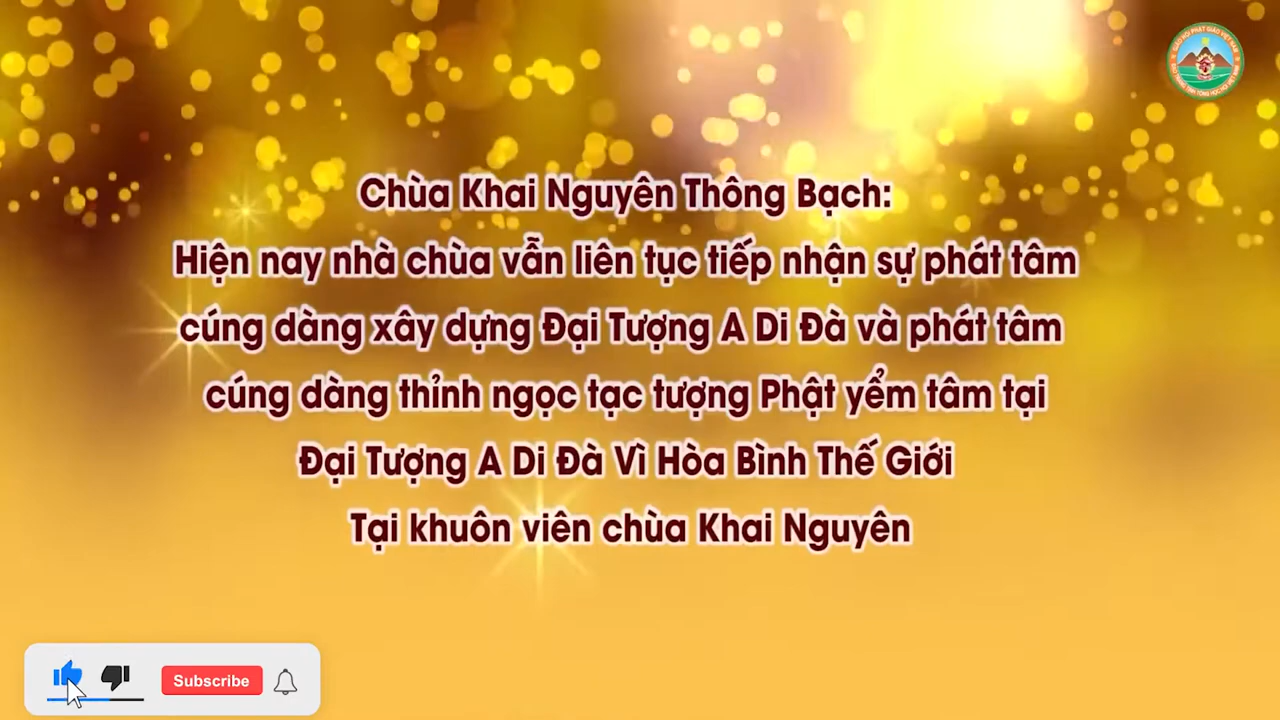 Chùa Khai Nguyên Thông Bạch:
Hiện nay nhà chùa vẫn liên tục tiếp nhận sự phát tâm
cúng dàng xây dựng Đại Tượng A Di Đà và phát tâm
cúng dàng thỉnh ngọc tạc tượng Phật yểm tâm tại
Đại Tượng A Di Đà Vì Hòa Bình Thế Giới
Tại khuôn viên chùa Khai Nguyên
Subscribe